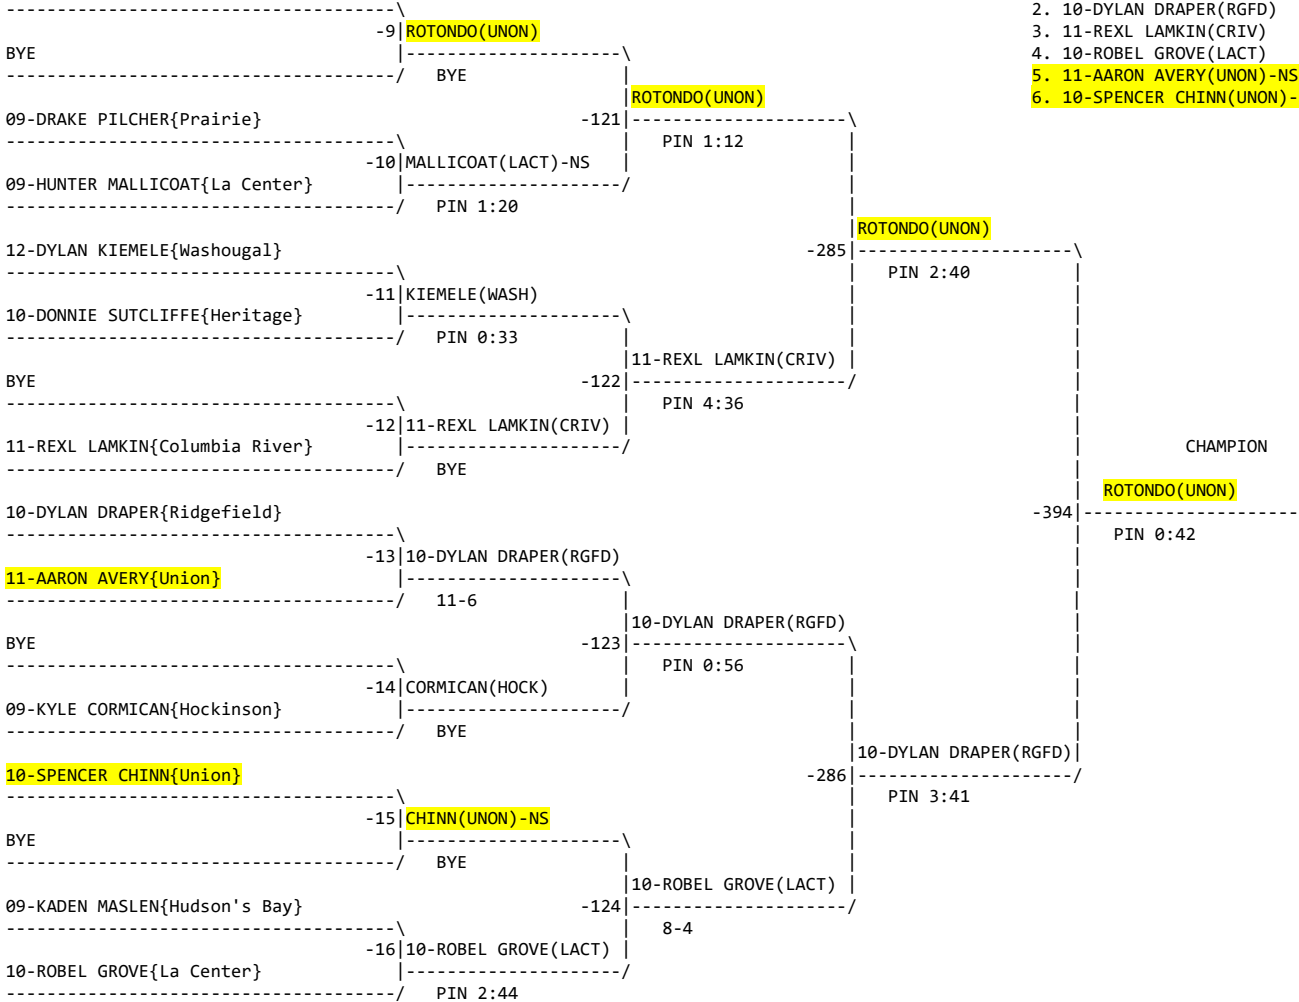 -------------------------------------\ 2. 10-DYLAN DRAPER(RGFD)
-9|ROTONDO(UNON) 3. 11-REXL LAMKIN(CRIV)
BYE |---------------------\ 4. 10-ROBEL GROVE(LACT)
--------------------------------------/ BYE | 5. 11-AARON AVERY(UNON)-NS
|ROTONDO(UNON) 6. 10-SPENCER CHINN(UNON)-
09-DRAKE PILCHER{Prairie} -121|---------------------\
--------------------------------------\ | PIN 1:12 |
-10|MALLICOAT(LACT)-NS | |
09-HUNTER MALLICOAT{La Center} |---------------------/ |
--------------------------------------/ PIN 1:20 |
|ROTONDO(UNON)
12-DYLAN KIEMELE{Washougal} -285|---------------------\
--------------------------------------\ | PIN 2:40 |
-11|KIEMELE(WASH) | |
10-DONNIE SUTCLIFFE{Heritage} |---------------------\ | |
--------------------------------------/ PIN 0:33 | | |
|11-REXL LAMKIN(CRIV) | |
BYE -122|---------------------/ |
--------------------------------------\ | PIN 4:36 |
-12|11-REXL LAMKIN(CRIV) | |
11-REXL LAMKIN{Columbia River} |---------------------/ | CHAMPION
--------------------------------------/ BYE |
| ROTONDO(UNON)
10-DYLAN DRAPER{Ridgefield} -394|---------------------
--------------------------------------\ | PIN 0:42
-13|10-DYLAN DRAPER(RGFD) |
11-AARON AVERY{Union} |---------------------\ |
--------------------------------------/ 11-6 | |
|10-DYLAN DRAPER(RGFD) |
BYE -123|---------------------\ |
--------------------------------------\ | PIN 0:56 | |
-14|CORMICAN(HOCK) | | |
09-KYLE CORMICAN{Hockinson} |---------------------/ | |
--------------------------------------/ BYE | |
|10-DYLAN DRAPER(RGFD)|
10-SPENCER CHINN{Union} -286|---------------------/
--------------------------------------\ | PIN 3:41
-15|CHINN(UNON)-NS |
BYE |---------------------\ |
--------------------------------------/ BYE | |
|10-ROBEL GROVE(LACT) |
09-KADEN MASLEN{Hudson's Bay} -124|---------------------/
--------------------------------------\ | 8-4
-16|10-ROBEL GROVE(LACT) |
10-ROBEL GROVE{La Center} |---------------------/
--------------------------------------/ PIN 2:44